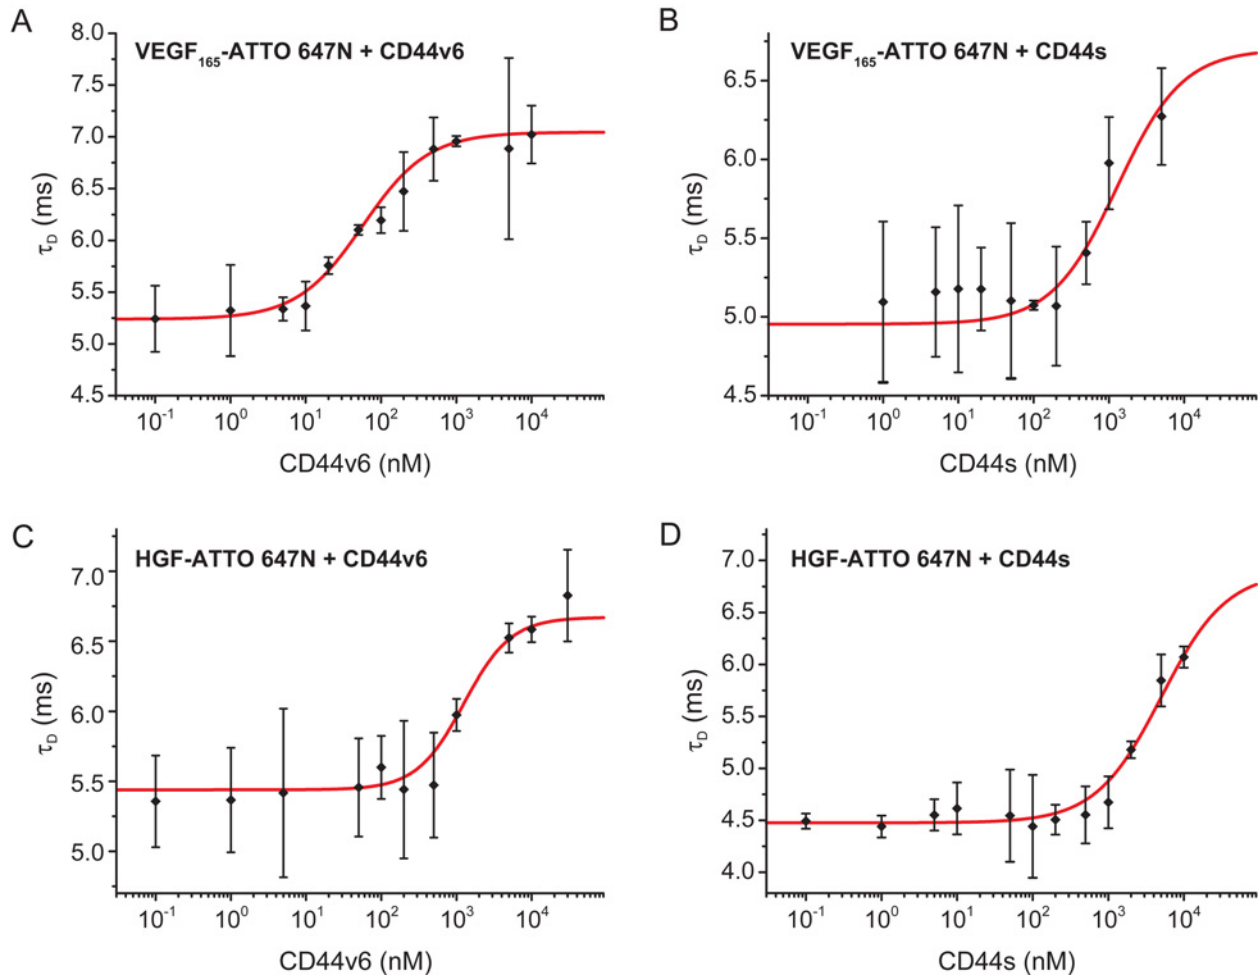 A
VEGF₁₆₅-ATTO 647N + CD44v6
8.0
7.5
7.0
6.5
6.0
5.5
5.0
4.5
τ_D (ms)
10⁻¹ 10⁰ 10¹ 10² 10³ 10⁴
CD44v6 (nM)
B
VEGF₁₆₅-ATTO 647N + CD44s
6.5
6.0
5.5
5.0
4.5
τ_D (ms)
10⁻¹ 10⁰ 10¹ 10² 10³ 10⁴
CD44s (nM)
C
HGF-ATTO 647N + CD44v6
7.0
6.5
6.0
5.5
5.0
τ_D (ms)
10⁻¹ 10⁰ 10¹ 10² 10³ 10⁴
CD44v6 (nM)
D
HGF-ATTO 647N + CD44s
7.0
6.5
6.0
5.5
5.0
4.5
4.0
τ_D (ms)
10⁻¹ 10⁰ 10¹ 10² 10³ 10⁴
CD44s (nM)